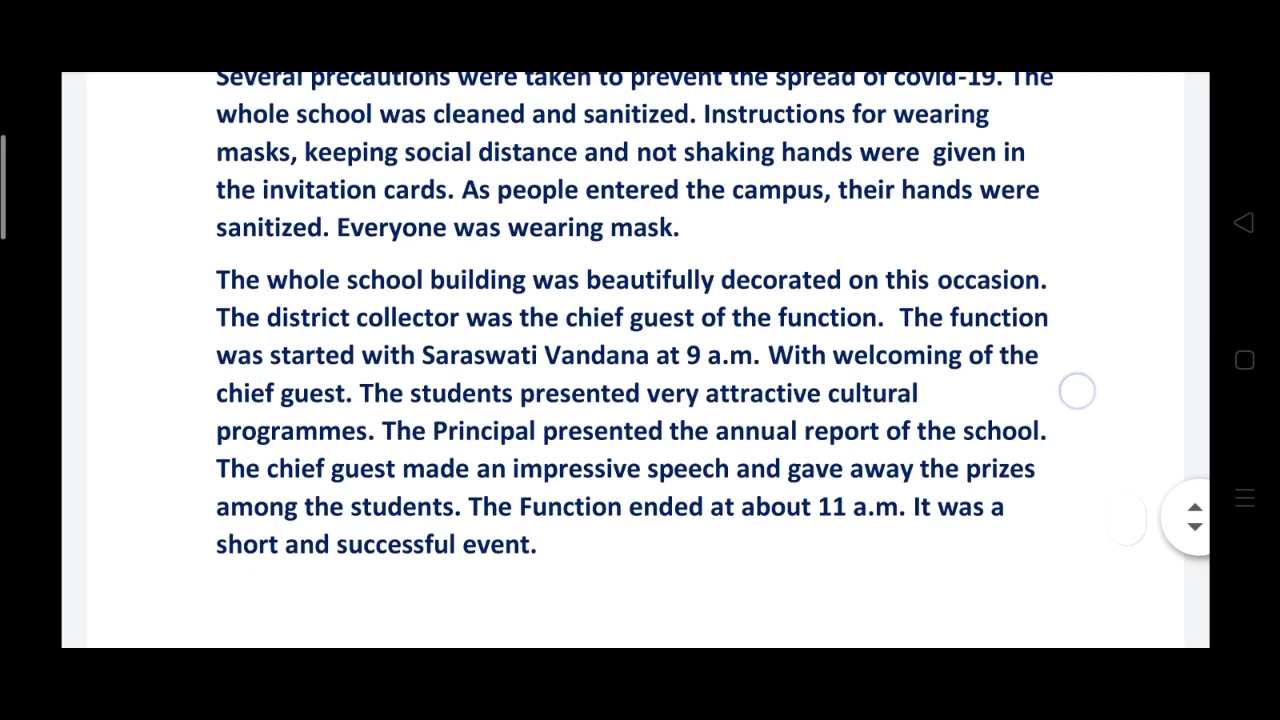 Several precautions were taken to prevent the spread of covid-19. The
whole school was cleaned and sanitized. Instructions for wearing
masks, keeping social distance and not shaking hands were  given in
the invitation cards. As people entered the campus, their hands were
sanitized. Everyone was wearing mask.
The whole school building was beautifully decorated on this occasion.
The district collector was the chief guest of the function.  The function
was started with Saraswati Vandana at 9 a.m. With welcoming of the
chief guest. The students presented very attractive cultural
programmes. The Principal presented the annual report of the school.
The chief guest made an impressive speech and gave away the prizes
among the students. The Function ended at about 11 a.m. It was a
short and successful event.